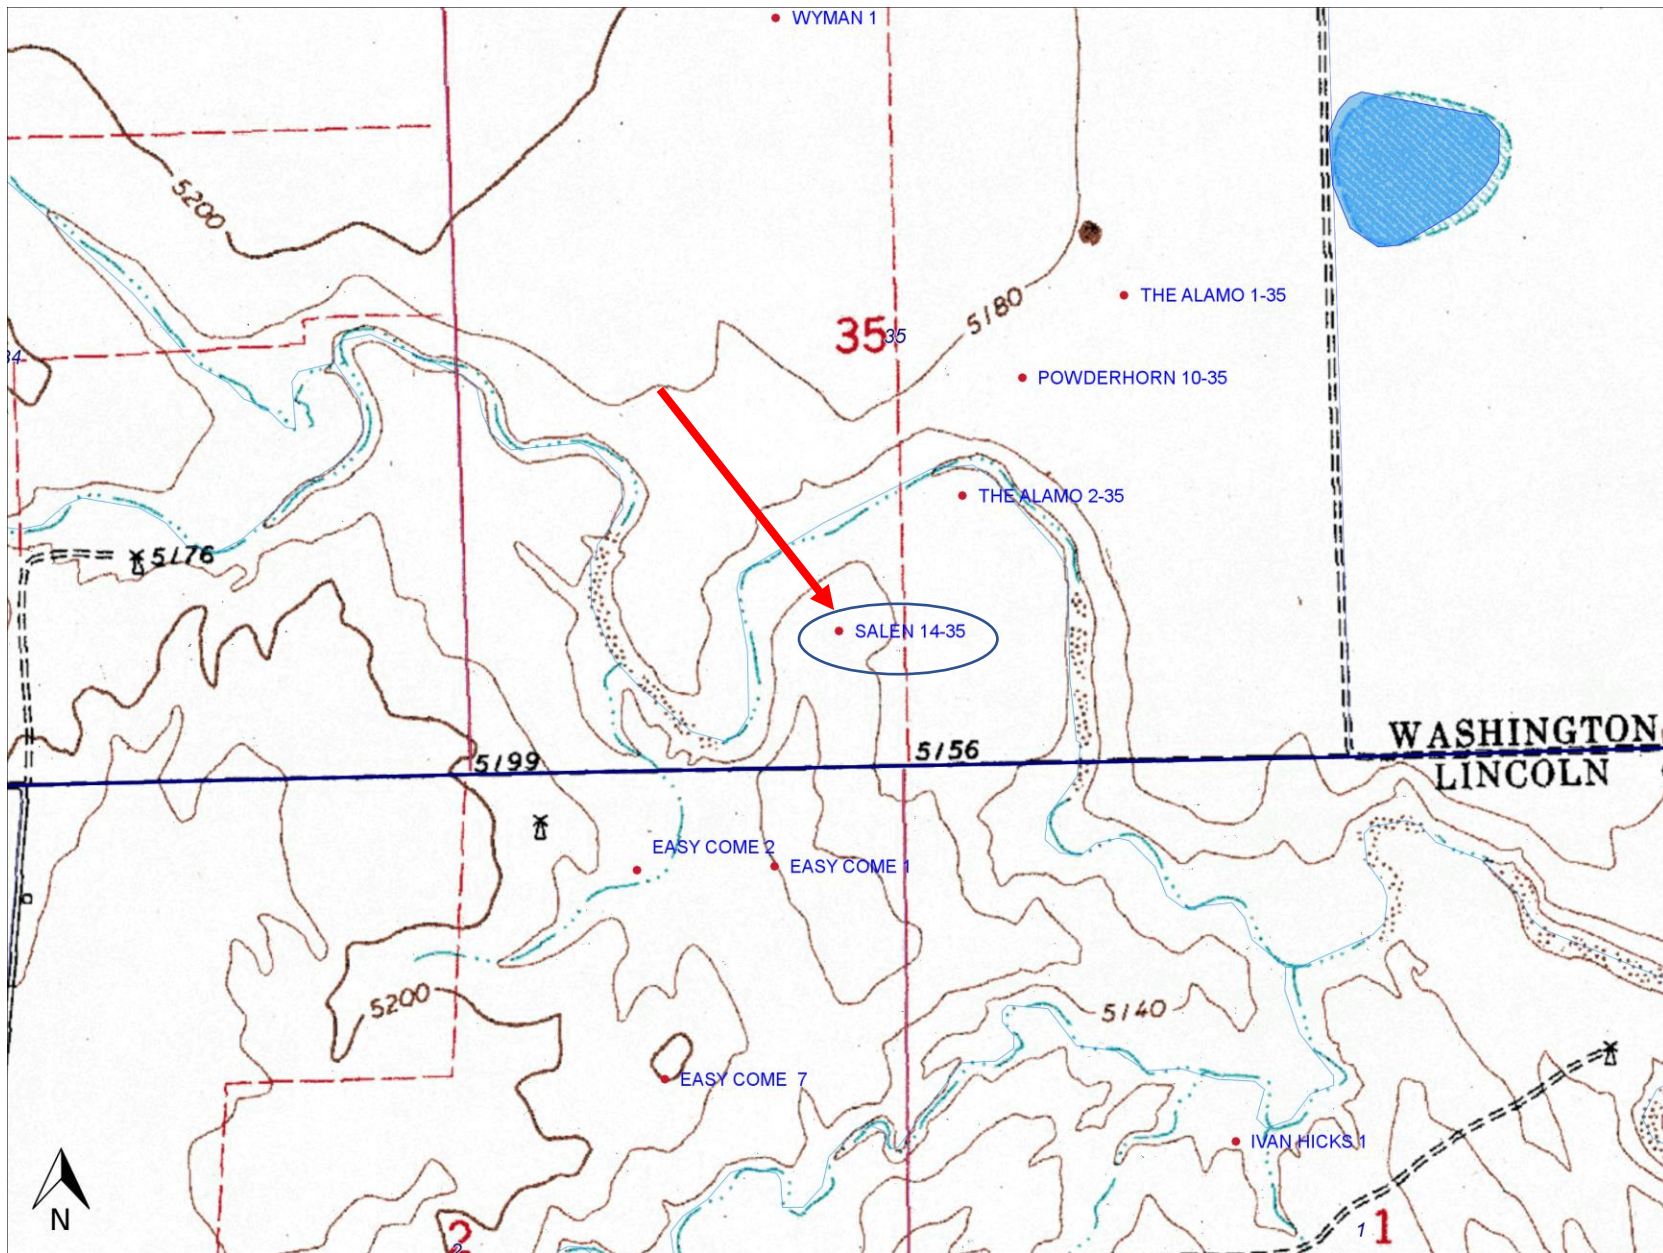 WYMAN 1
5200
THE ALAMO 1-35
5180
35
35
34
POWDERHORN 10-35
THE ALAMO 2-35
5176
SALEN 14-35
WASHINGTON
5156
5199
LINCOLN
EASY COME 2
EASY COME 1
5200
5140
EASY COME 7
IVAN HICKS 1
N
2
2
1
1